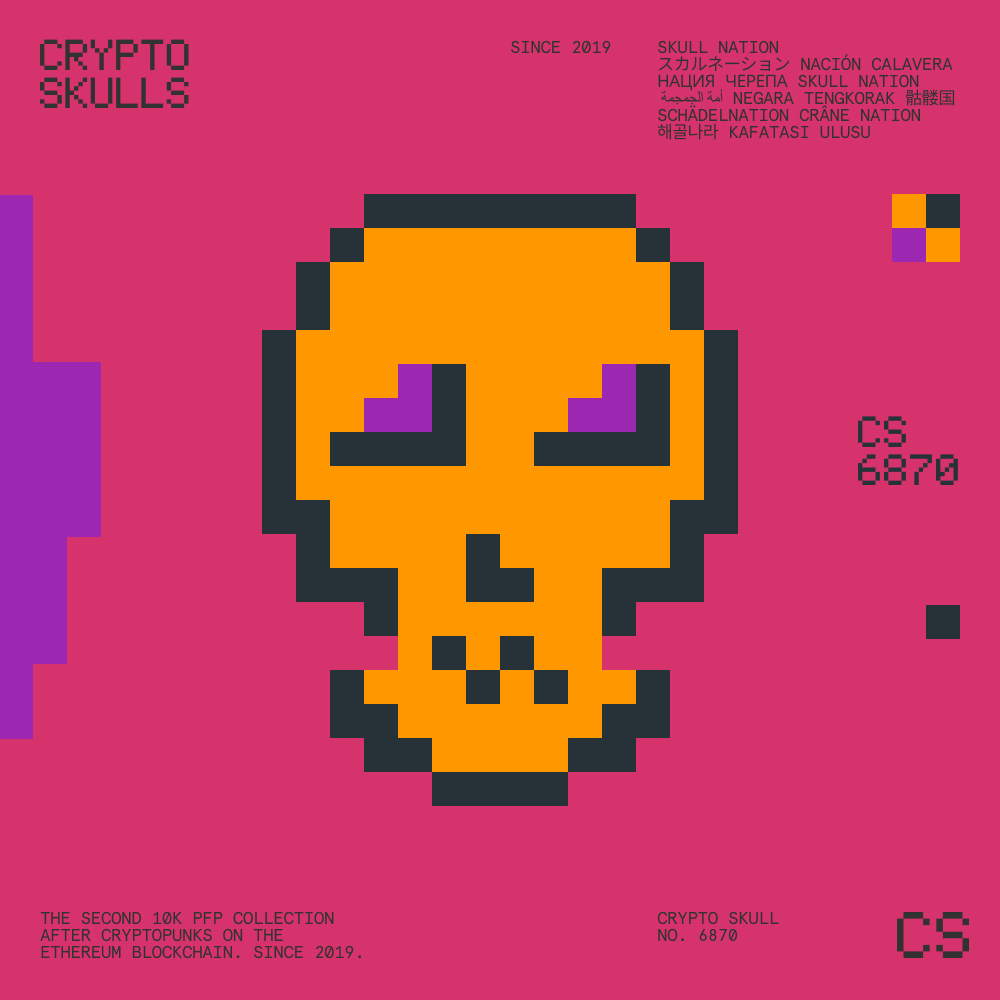 CRYPTO
SKULLS
SINCE 2019
SKULL NATION
スカルネーション NACIÓN CALAVERA
НАЦИЯ ЧЕРЕПА SKULL NATION
أمة الجمجمة NEGARA TENGKORAK 骷髅国
SCHÄDELNATION CRÂNE NATION
해골나라 KAFATASI ULUSU
CS
6870
THE SECOND 10K PFP COLLECTION
AFTER CRYPTOPUNKS ON THE
ETHEREUM BLOCKCHAIN. SINCE 2019.
CRYPTO SKULL
NO. 6870
CS